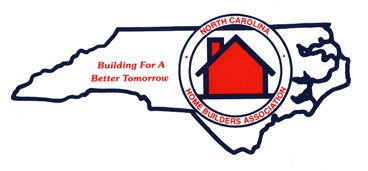 Building For A
Better Tomorrow
NORTH CAROLINA
HOME BUILDERS ASSOCIATION